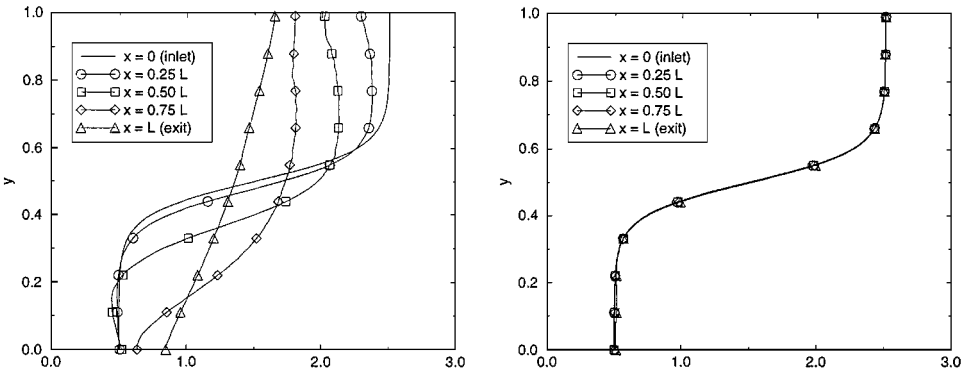 1.0
0.8
0.6
0.4
0.2
0.0
y
x = 0 (inlet)
x = 0.25 L
x = 0.50 L
x = 0.75 L
x = L (exit)
0.0 1.0 2.0 3.0
1.0
0.8
0.6
0.4
0.2
0.0
y
x = 0 (inlet)
x = 0.25 L
x = 0.50 L
x = 0.75 L
x = L (exit)
0.0 1.0 2.0 3.0